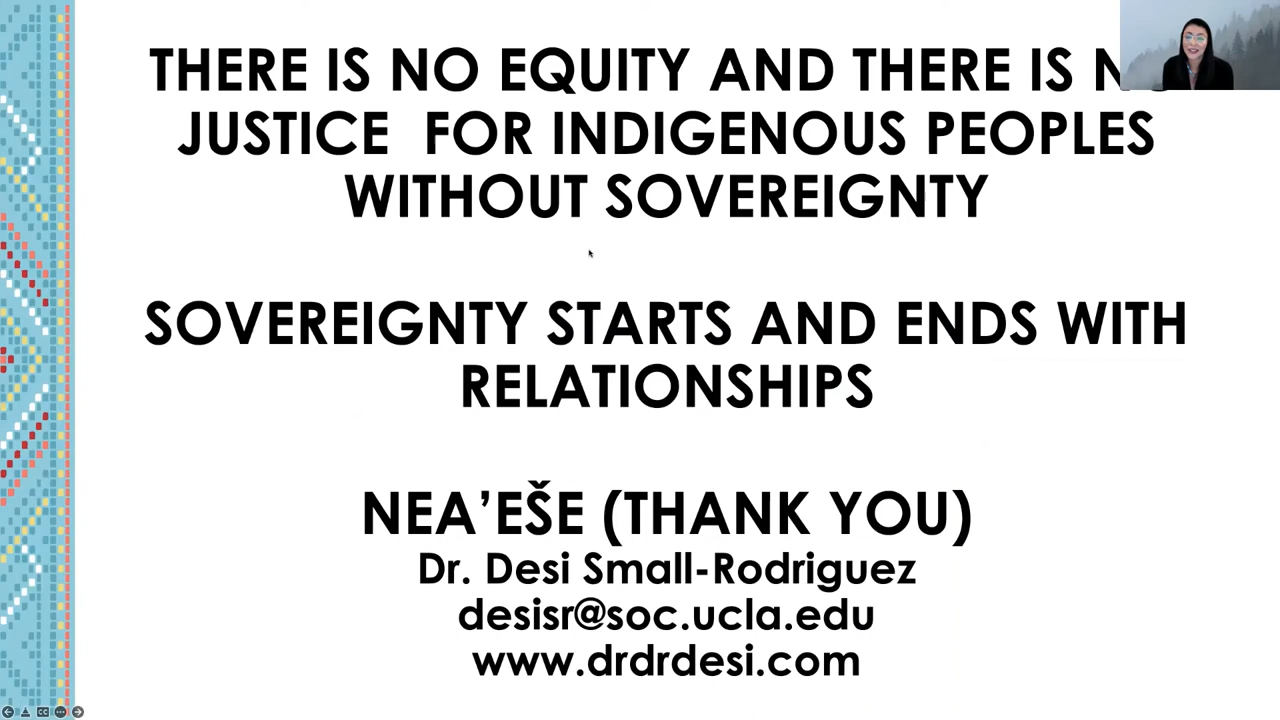 THERE IS NO EQUITY AND THERE IS
JUSTICE FOR INDIGENOUS PEOPLES
WITHOUT SOVEREIGNTY
SOVEREIGNTY STARTS AND ENDS WITH
RELATIONSHIPS
NEA’EŠE (THANK YOU)
Dr. Desi Small-Rodriguez
desisr@soc.ucla.edu
www.drdrdesi.com